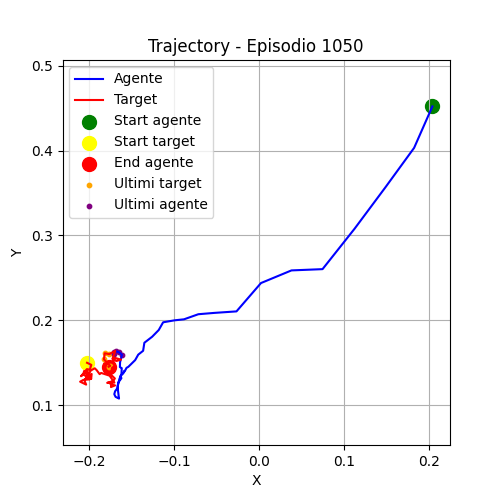 Trajectory - Episodio 1050
Agente
Target
Start agente
Start target
End agente
Ultimi target
Ultimi agente
0.5
0.4
0.3
0.2
0.1
Y
−0.2 −0.1 0.0 0.1 0.2
X